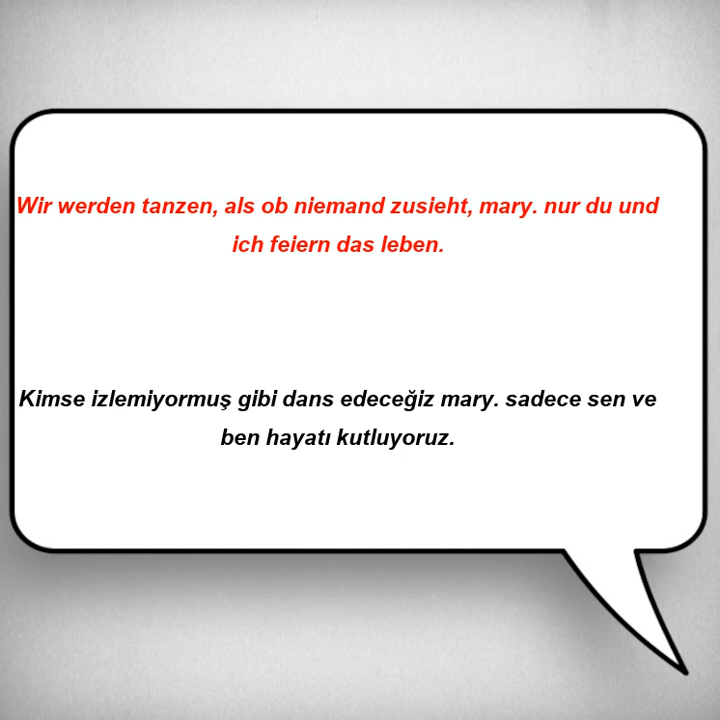 Wir werden tanzen, als ob niemand zusieht, mary. nur du und
ich feiern das leben.
Kimse izlemiyormuş gibi dans edeceğiz mary. sadece sen ve
ben hayatı kutluyoruz.